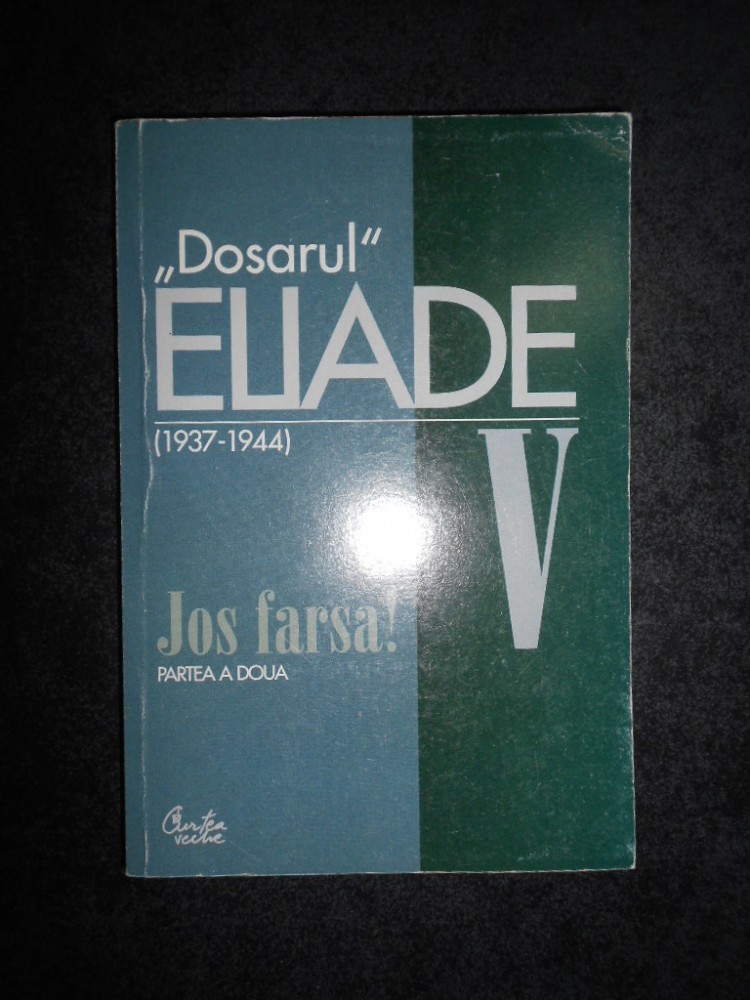 „Dosarul“
ELIADE
(1937-1944)
V
Jos farsa!
PARTEA A DOUA
Curtea
veche